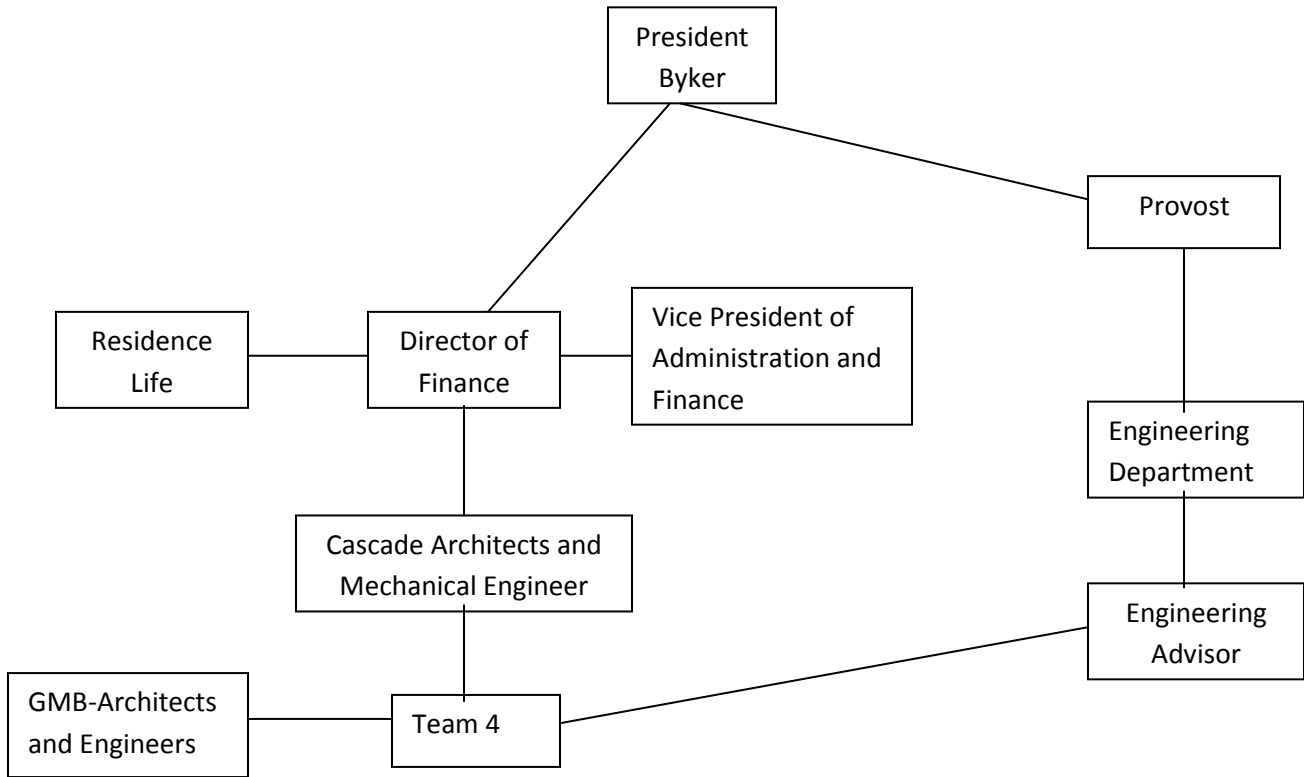 President
Byker
Provost
Residence
Life
Director of
Finance
Vice President of
Administration and
Finance
Engineering
Department
Cascade Architects and
Mechanical Engineer
Engineering
Advisor
GMB-Architects
and Engineers
Team 4